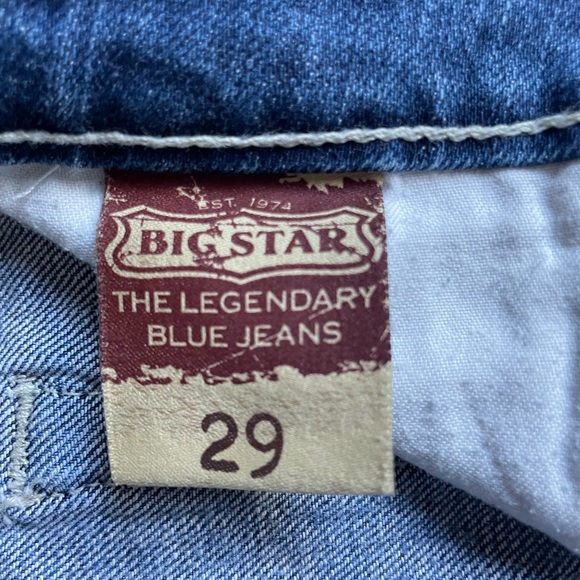 EST. 1974
BIG STAR
THE LEGENDARY
BLUE JEANS
29